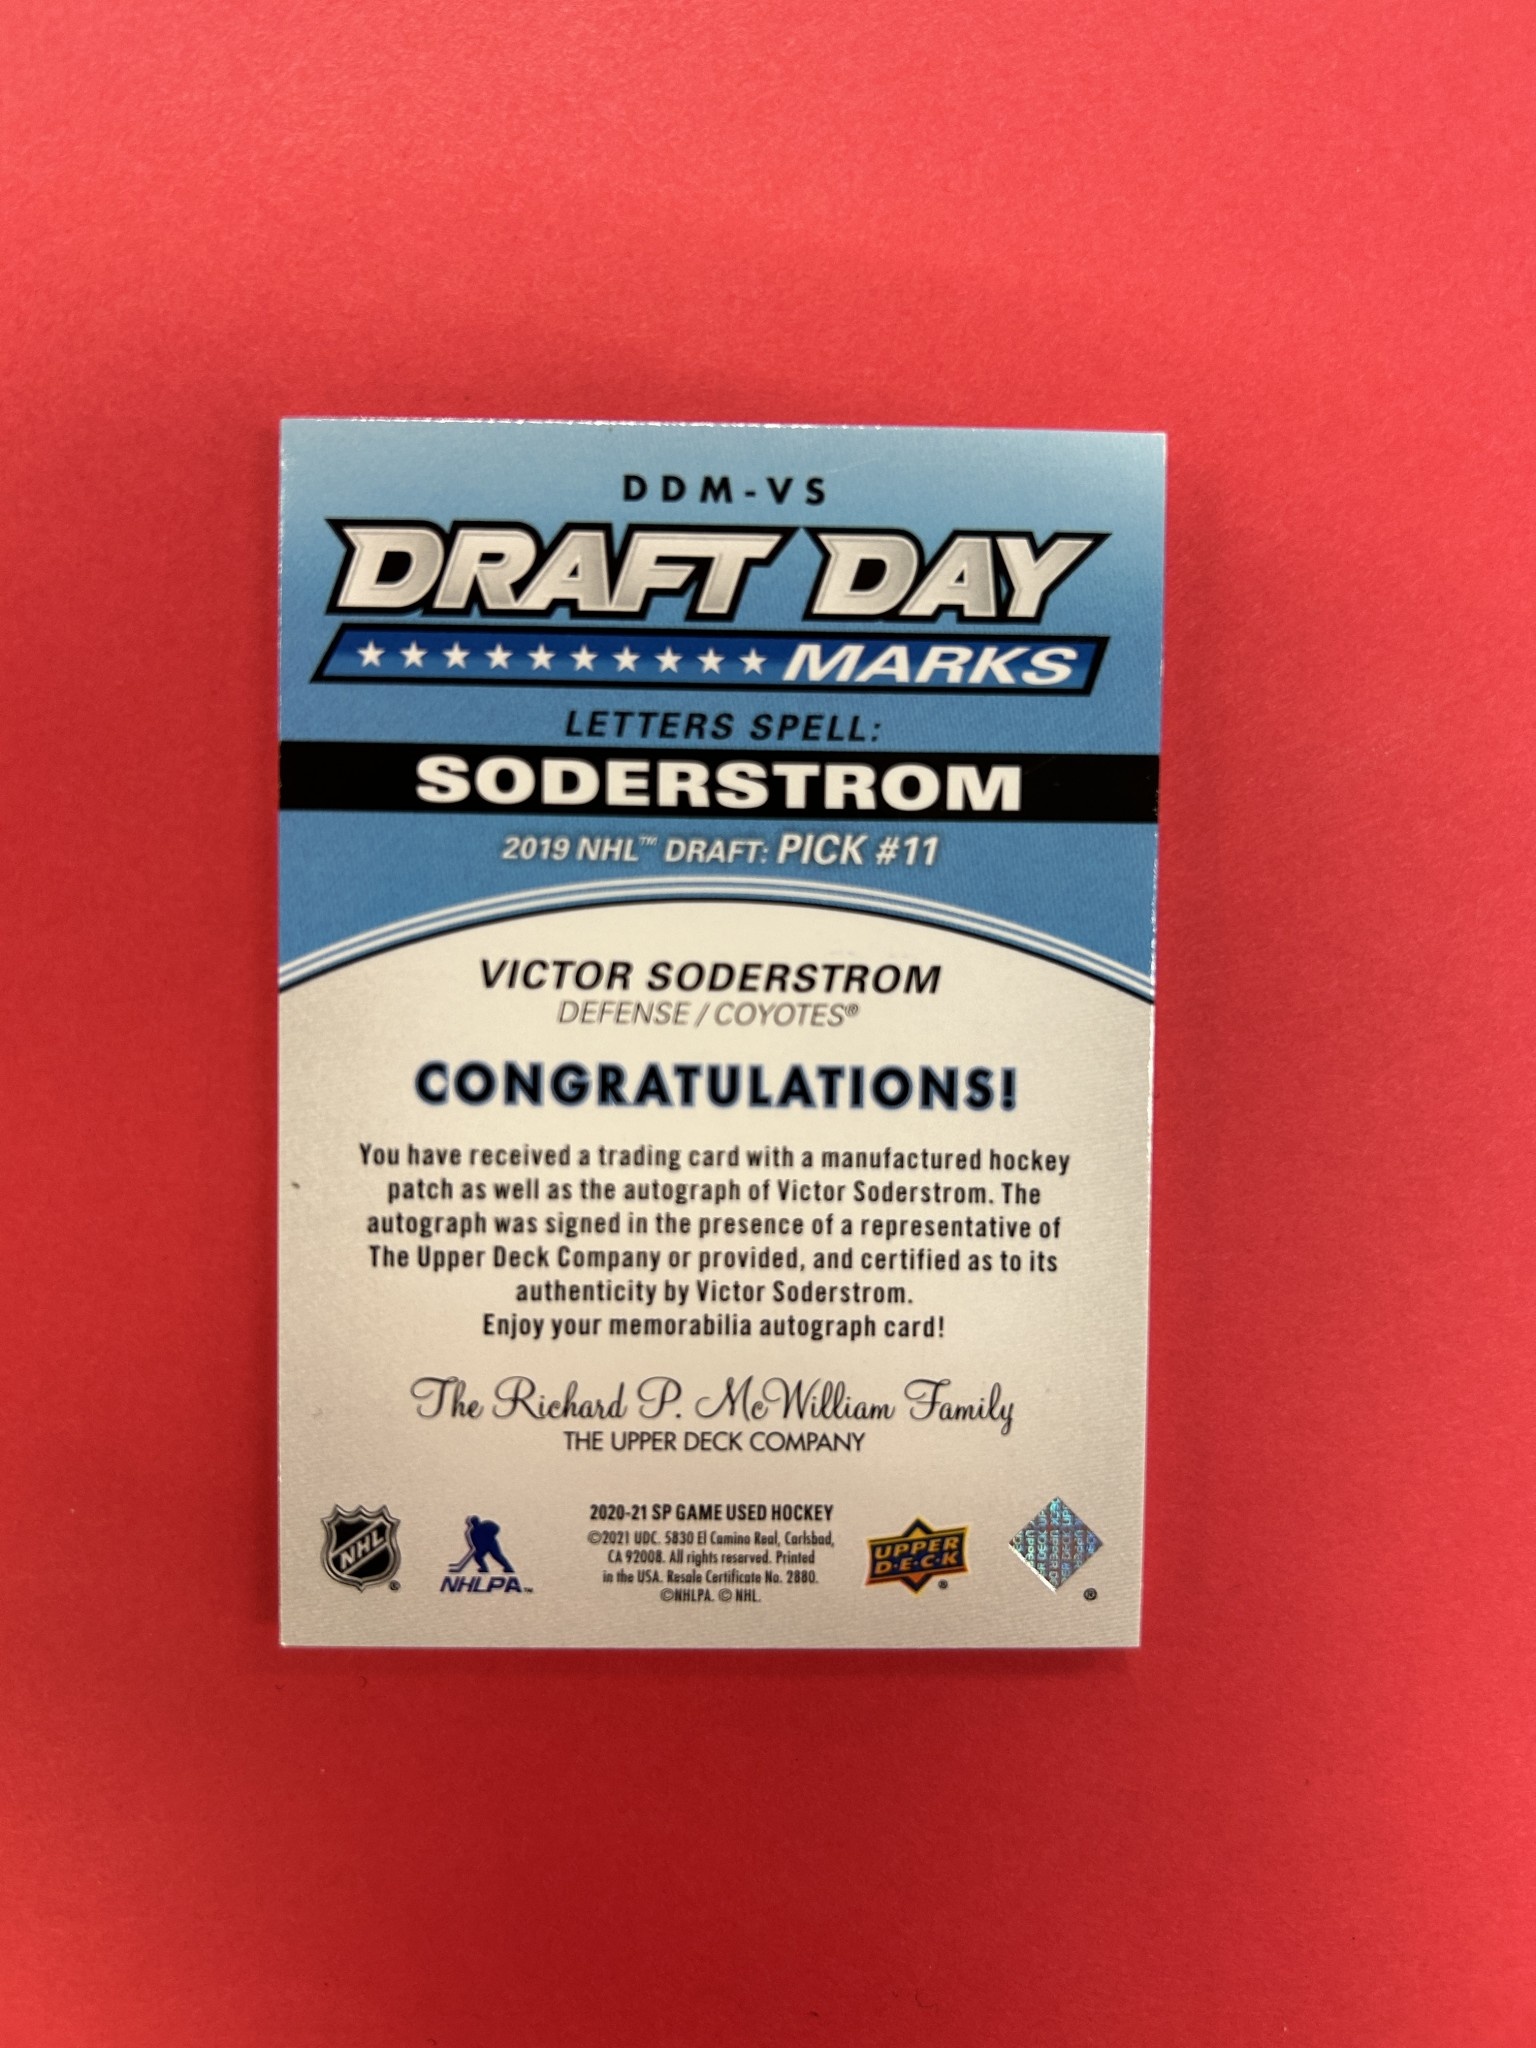 DDM-VS
DRAFT DAY
MARKS
LETTERS SPELL:
SODERSTROM
2019 NHL™ DRAFT: PICK #11
VICTOR SODERSTROM
DEFENSE / COYOTES®
CONGRATULATIONS!
You have received a trading card with a manufactured hockey
patch as well as the autograph of Victor Soderstrom. The
autograph was signed in the presence of a representative of
The Upper Deck Company or provided, and certified as to its
authenticity by Victor Soderstrom.
Enjoy your memorabilia autograph card!
The Richard P. McWilliam Family
THE UPPER DECK COMPANY
NHL ®
NHLPA™
2020-21 SP GAME USED HOCKEY
©2021 UDC. 5830 El Camino Real, Carlsbad,
CA 92008. All rights reserved. Printed
in the USA. Resale Certificate No. 2880.
©NHLPA. © NHL.
UPPER
D·E·C·K ®
®